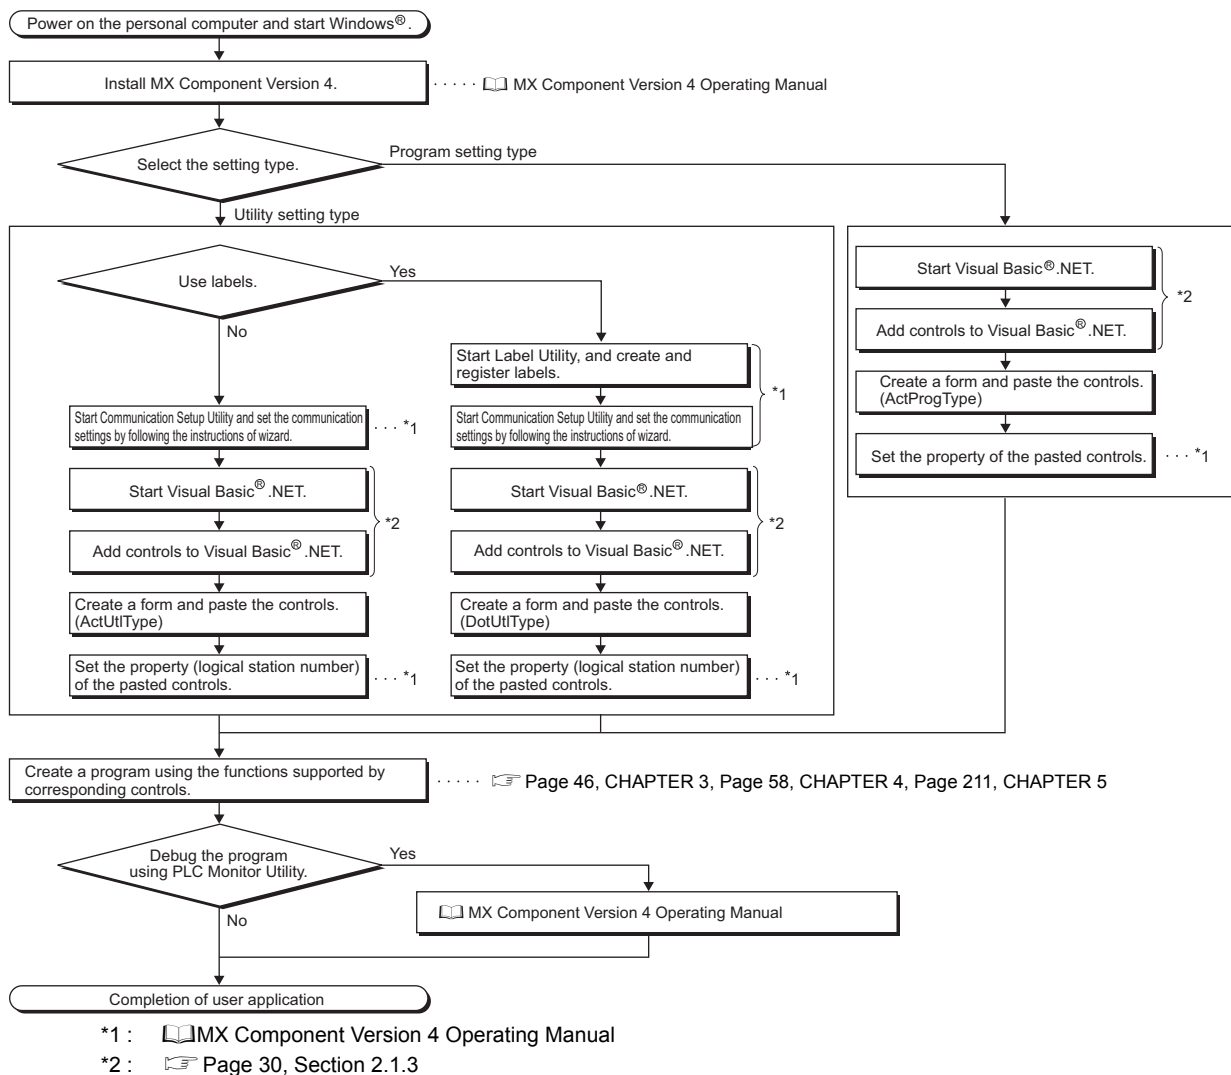 Power on the personal computer and start Windows®.
Install MX Component Version 4.
· · · · · MX Component Version 4 Operating Manual
Select the setting type.
Program setting type
Utility setting type
Use labels.
Yes
No
Start Communication Setup Utility and set the communication
settings by following the instructions of wizard.
· · · *1
Start Visual Basic®.NET.
Add controls to Visual Basic®.NET.
*2
Create a form and paste the controls.
(ActUtlType)
Set the property (logical station number)
of the pasted controls.
· · · *1
Start Label Utility, and create and
register labels.
Start Communication Setup Utility and set the communication
settings by following the instructions of wizard.
*1
Start Visual Basic®.NET.
Add controls to Visual Basic®.NET.
*2
Create a form and paste the controls.
(DotUtlType)
Set the property (logical station number)
of the pasted controls.
· · · *1
Start Visual Basic®.NET.
Add controls to Visual Basic®.NET.
*2
Create a form and paste the controls.
(ActProgType)
Set the property of the pasted controls.
· · · *1
Create a program using the functions supported by
corresponding controls.
· · · · · Page 46, CHAPTER 3, Page 58, CHAPTER 4, Page 211, CHAPTER 5
Debug the program
using PLC Monitor Utility.
Yes
No
MX Component Version 4 Operating Manual
Completion of user application
*1 : MX Component Version 4 Operating Manual
*2 : Page 30, Section 2.1.3